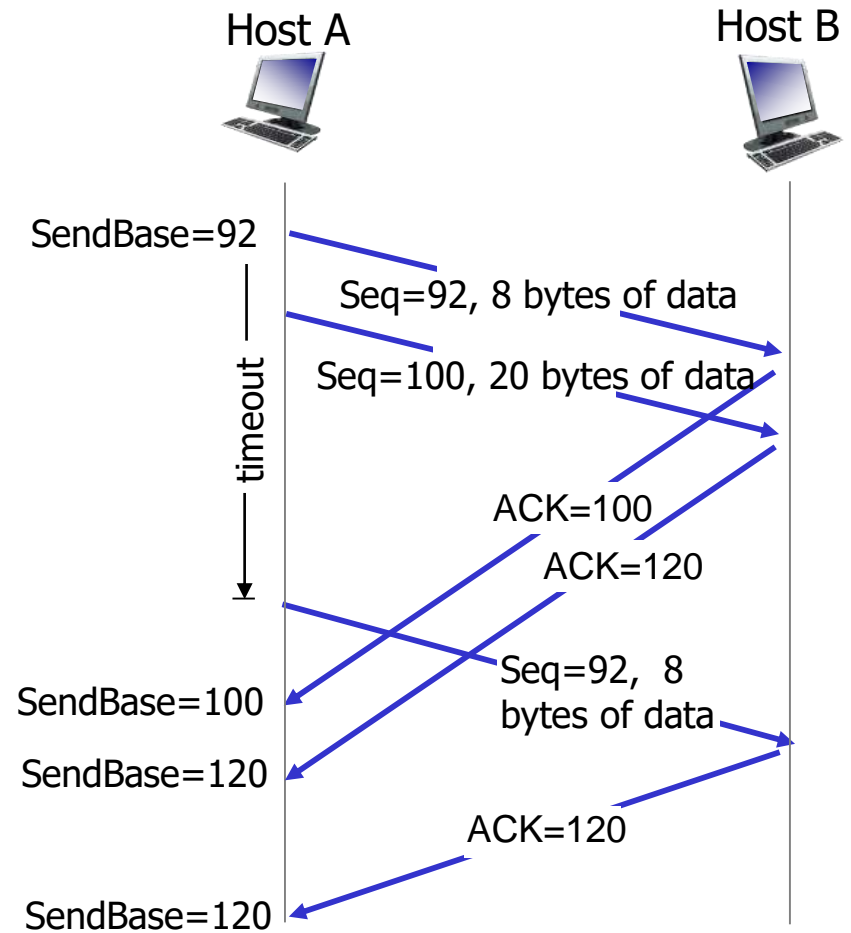 Host A
Host B
SendBase=92
Seq=92, 8 bytes of data
Seq=100, 20 bytes of data
timeout
ACK=100
ACK=120
Seq=92, 8
bytes of data
SendBase=100
SendBase=120
ACK=120
SendBase=120